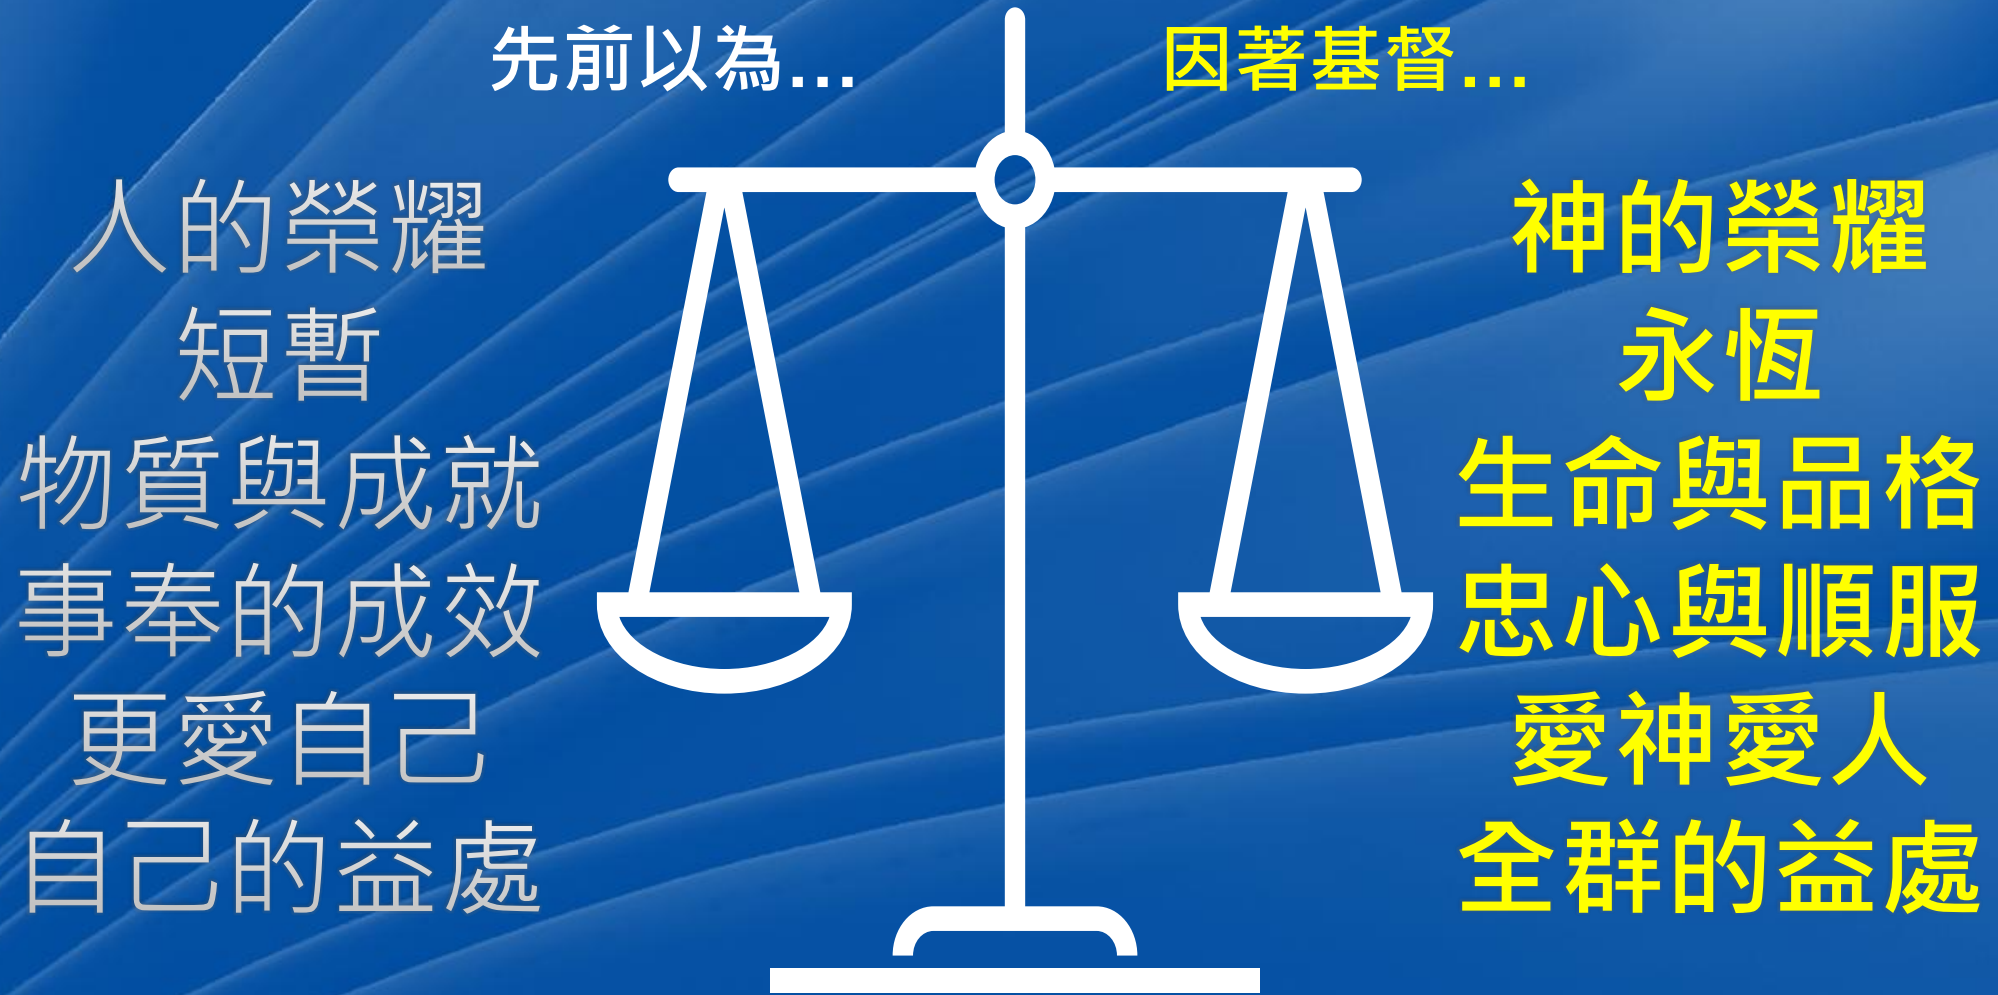 先前以為...
因著基督...
人的榮耀
短暫
物質與成就
事奉的成效
更愛自己
自己的益處
神的榮耀
永恆
生命與品格
忠心與順服
愛神愛人
全群的益處